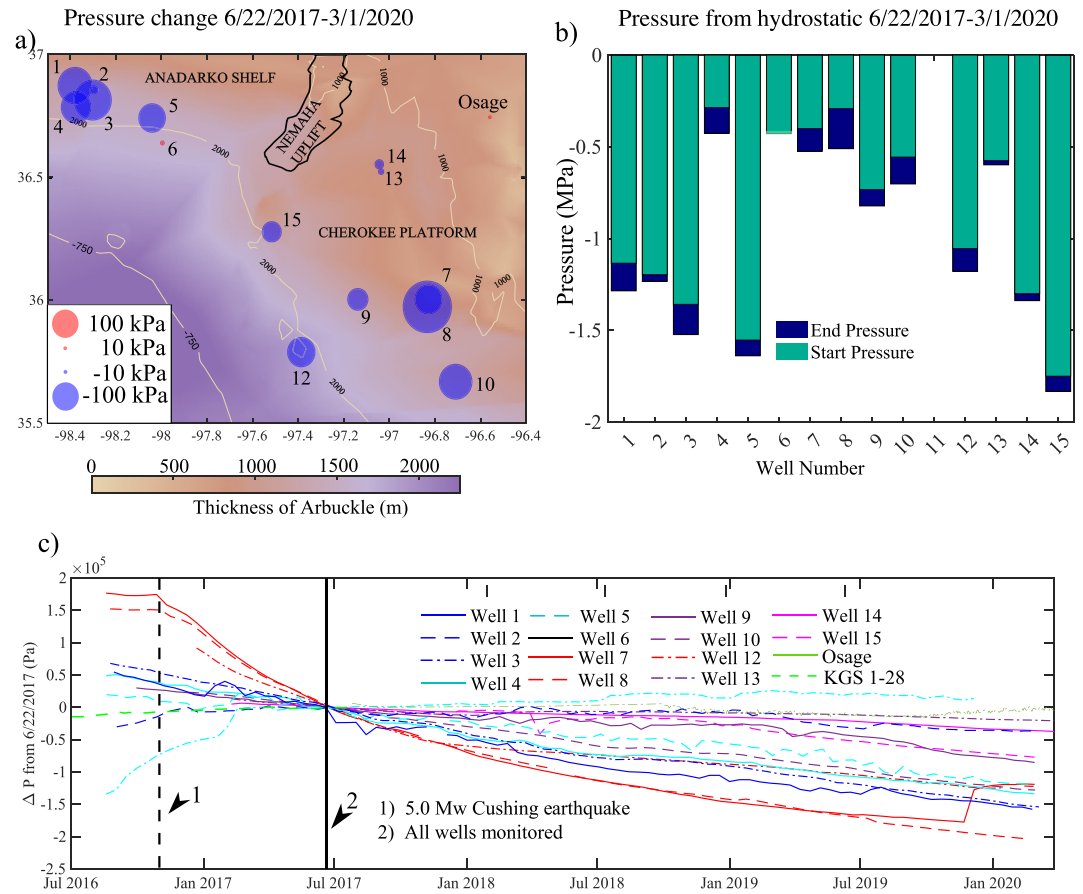 Pressure change 6/22/2017-3/1/2020
a)
37
36.5
36
35.5
1
2
3
4
5
6
7
8
9
10
12
13
14
15
ANADARKO SHELF
NEMAHA
UPLIFT
CHEROKEE PLATFORM
Osage
2000
2000
2000
2000
1000
1000
1000
1000
1000
-750
-750
100 kPa
10 kPa
-10 kPa
-100 kPa
-98.4 -98.2 -98 -97.8 -97.6 -97.4 -97.2 -97 -96.8 -96.6 -96.4
0 500 1000 1500 2000
Thickness of Arbuckle (m)
Pressure from hydrostatic 6/22/2017-3/1/2020
b)
Pressure (MPa)
0
-0.5
-1
-1.5
-2
End Pressure
Start Pressure
1 2 3 4 5 6 7 8 9 10 11 12 13 14 15
Well Number
c)
×10⁵
Δ P from 6/22/2017 (Pa)
2
1.5
1
0.5
0
-0.5
-1
-1.5
-2
-2.5
Well 1
Well 2
Well 3
Well 4
Well 5
Well 6
Well 7
Well 8
Well 9
Well 10
Well 12
Well 13
Well 14
Well 15
Osage
KGS 1-28
1
2
1) 5.0 Mw Cushing earthquake
2) All wells monitored
Jul 2016 Jan 2017 Jul 2017 Jan 2018 Jul 2018 Jan 2019 Jul 2019 Jan 2020